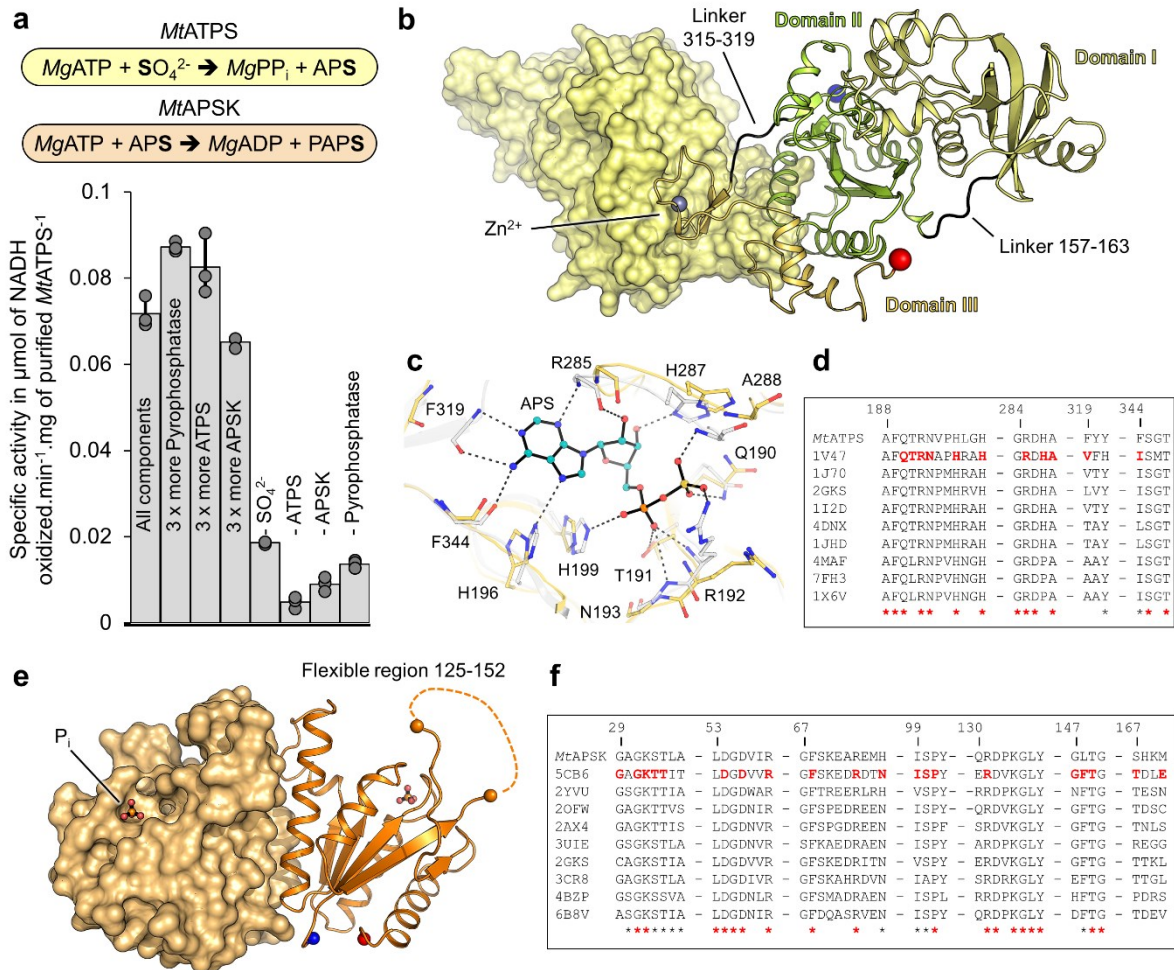 a
MtATPS
MgATP + SO₄²⁻ ➔ MgPPᵢ + APS
MtAPSK
MgATP + APS ➔ MgADP + PAPS
Specific activity in µmol of NADH
oxidized.min⁻¹.mg of purified MtATPS⁻¹
0.1
0.08
0.06
0.04
0.02
0
All components
3 x more Pyrophosphatase
3 x more ATPS
3 x more APSK
- SO₄²⁻
- ATPS
- APSK
- Pyrophosphatase
b
Linker
315-319
Domain II
Domain I
Zn²⁺
Linker 157-163
Domain III
c
R285
H287
A288
F319
APS
Q190
F344
H199
T191
R192
H196
N193
d
188 284 319 344
MtATPS AFQTRNVPHLGH – GRDHA – FYY – FSGT
1V47 AFQTRNAPHRAH – GRDHA – VFH – ISMT
1J70 AFQTRNPMHRVH – GRDHA – VTY – ISGT
2GKS AFQTRNPMHRAH – GRDHA – LVY – ISGT
1I2D AFQTRNPMHRAH – GRDHA – VTY – ISGT
4DNX AFQTRNPMHRAH – GRDHA – TAY – LSGT
1JHD AFQTRNPMHRAH – GRDHA – VTY – ISGT
4MAF AFQLRNPVHNGH – GRDPA – AAY – ISGT
7FH3 AFQLRNPVHNGH – GRDPA – AAY – ISGT
1X6V AFQLRNPVHNGH – GRDPA – AAY – ISGT
*** ** * * **** * * ** *
e
Flexible region 125-152
Pᵢ
f
29 53 67 99 130 147 167
MtAPSK GAGKSTLA – LDGDVIR – GFSKEAREMH – ISPY – QRDPKGLY – GLTG – SHKM
5CB6 GAGKTTIT – LDGDVVR – GFSKEDRDTN – ISPY – ERDVKGLY – GFTG – TDLE
2YVU GSGKTTIA – LDGDWAR – GFTREERLRH – VSPY – RRDPKGLY – NFTG – TESN
2OFW GAGKTTVS – LDGDNIR – GFSPEDREEN – ISPY – SRDVKGLY – GFTG – TDSC
2AX4 GAGKTTIS – LDGDNVR – GFSPGDREEN – ISPF – SRDVKGLY – GFTG – TNLS
3UIE GSGKSTLA – LDGDNVR – SFKAEDRAEN – ISPY – ARDPKGLY – GFTG – REGG
2GKS CAGKSTIA – LDGDVVR – GFSKEDRITN – VSPY – ERDVKGLY – GFTG – TTKL
3CR8 GAGKSTLA – LDGDVVR – GFSKAHRDVN – IAPY – ARDPKGLY – EFTG – TTGL
4BZP GSGKSSVA – LDGDNLR – GFSMADRAEN – ISPL – RRDPKGLY – HFTG – PDRS
6B8V ASGKSTIA – LDGDNIR – GFDQASRVEN – ISPY – QRDPKGLY – DFTG – TDEV